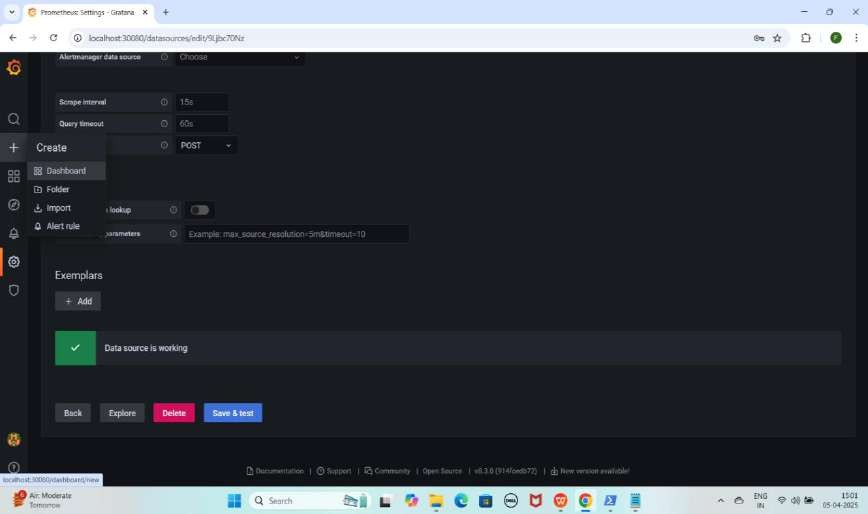 Prometheus: Settings - Grafana
localhost:30080/datasources/edit/9Ljbc70Nz
F
Alertmanager data source
Choose
Scrape interval
15s
Query timeout
60s
Create
POST
Dashboard
Folder
Import
lookup
Alert rule
parameters
Example: max_source_resolution=5m&timeout=10
Exemplars
+ Add
Data source is working
Back
Explore
Delete
Save & test
Documentation | Support | Community | Open Source | v8.3.0 (914fcedb72) | New version available!
localhost:30080/dashboard/new
6
Air: Moderate
Tomorrow
Search
DELL
ENG
IN
15:01
05-04-2025